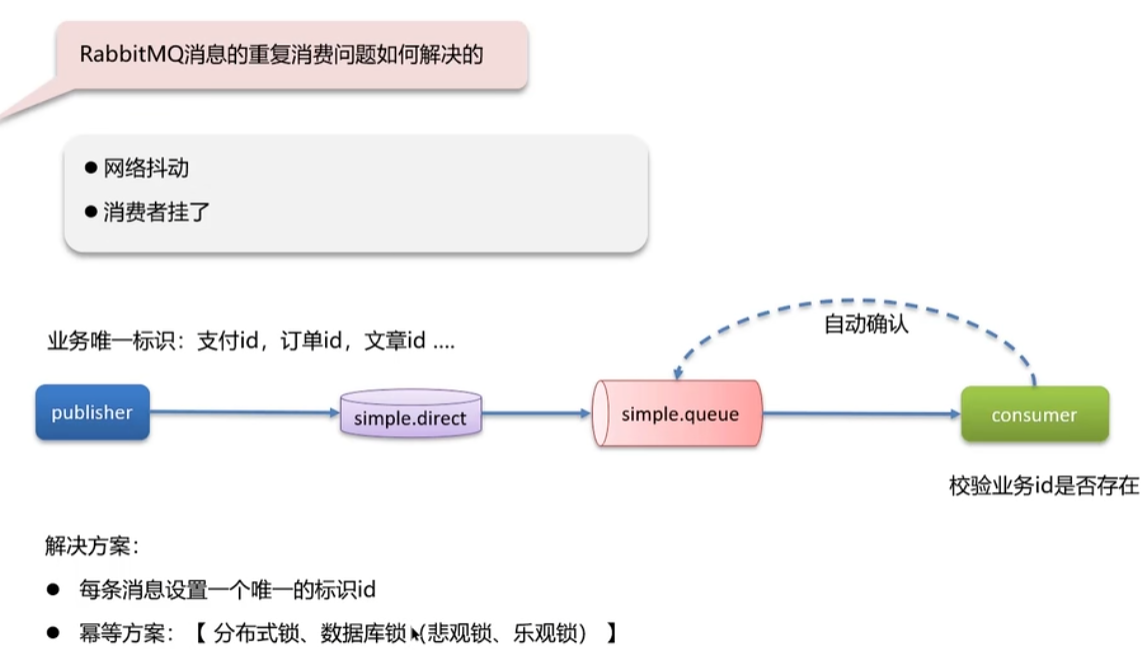 RabbitMQ消息的重复消费问题如何解决的
● 网络抖动
● 消费者挂了
自动确认
业务唯一标识：支付id，订单id，文章id ....
publisher
simple.direct
simple.queue
consumer
校验业务id是否存在
解决方案：
● 每条消息设置一个唯一的标识id
● 幂等方案：【 分布式锁、数据库锁（悲观锁、乐观锁） 】